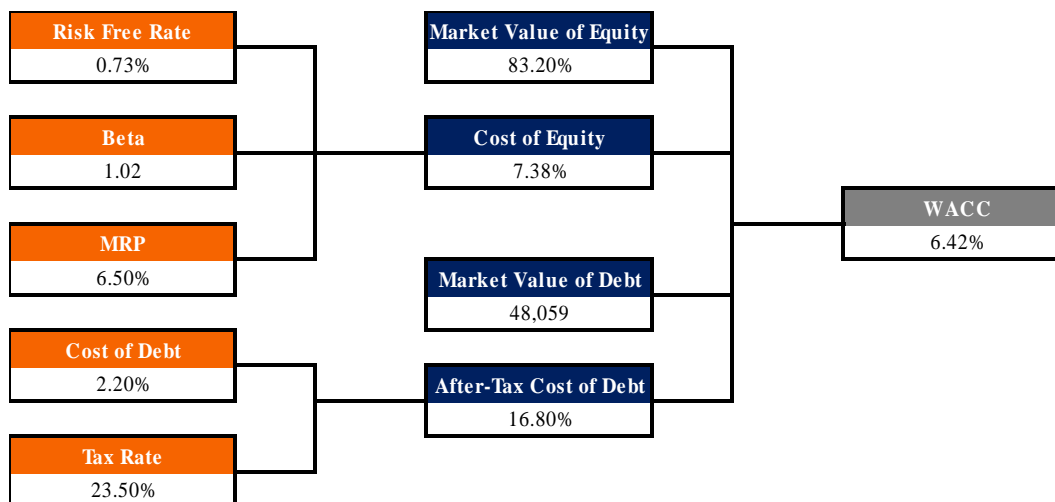 Risk Free Rate
0.73%
Beta
1.02
MRP
6.50%
Cost of Debt
2.20%
Tax Rate
23.50%
Market Value of Equity
83.20%
Cost of Equity
7.38%
Market Value of Debt
48,059
After-Tax Cost of Debt
16.80%
WACC
6.42%